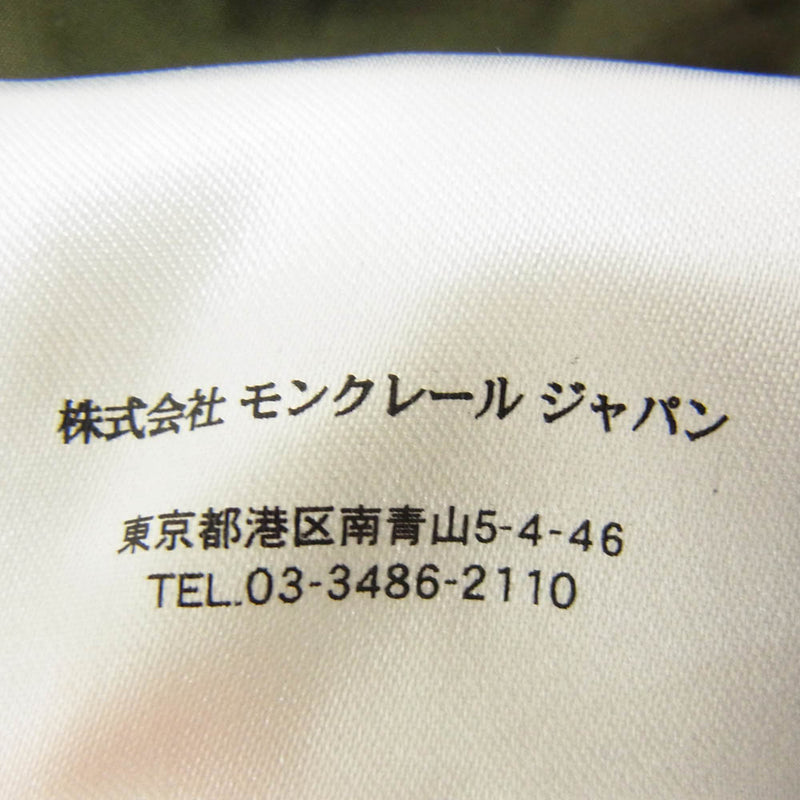 株式会社 モンクレール ジャパン
東京都港区南青山5-4-46
TEL.03-3486-2110